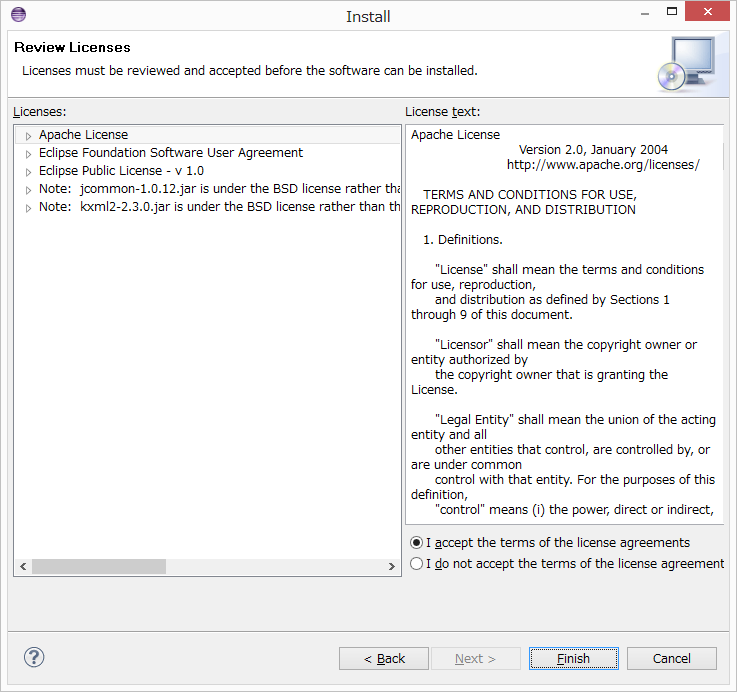 Install
Review Licenses
Licenses must be reviewed and accepted before the software can be installed.
Licenses:
Apache License
Eclipse Foundation Software User Agreement
Eclipse Public License - v 1.0
Note: jcommon-1.0.12.jar is under the BSD license rather tha
Note: kxml2-2.3.0.jar is under the BSD license rather than th
License text:
Apache License
Version 2.0, January 2004
http://www.apache.org/licenses/
TERMS AND CONDITIONS FOR USE,
REPRODUCTION, AND DISTRIBUTION
1. Definitions.
"License" shall mean the terms and conditions
for use, reproduction,
and distribution as defined by Sections 1
through 9 of this document.
"Licensor" shall mean the copyright owner or
entity authorized by
the copyright owner that is granting the
License.
"Legal Entity" shall mean the union of the acting
entity and all
other entities that control, are controlled by, or
are under common
control with that entity. For the purposes of this
definition,
"control" means (i) the power, direct or indirect,
I accept the terms of the license agreements
I do not accept the terms of the license agreement
?
< Back
Next >
Finish
Cancel